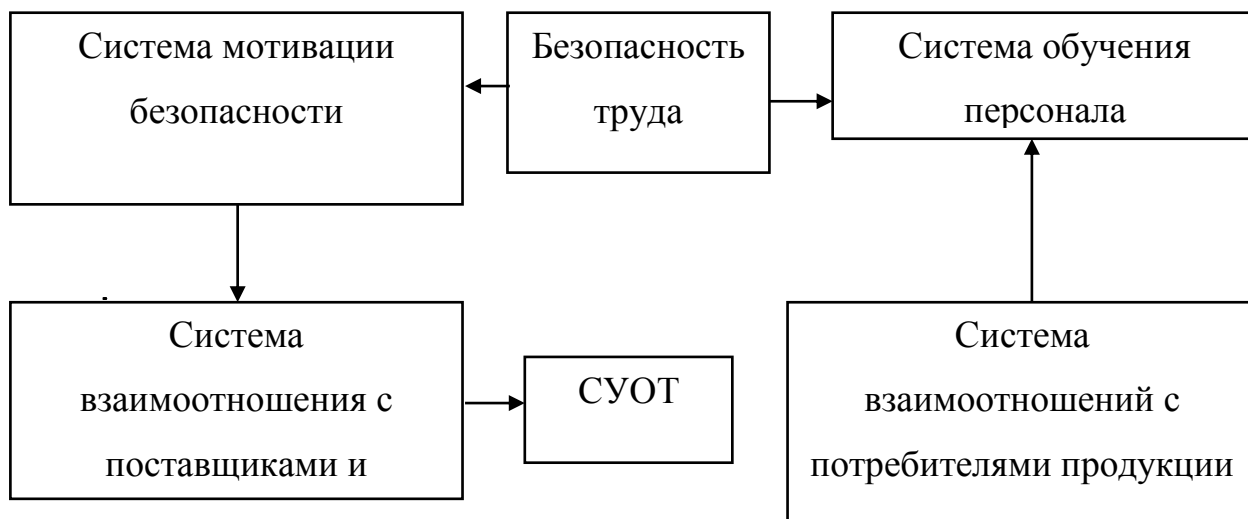 Система мотивации
безопасности
Безопасность
труда
Система обучения
персонала
Система
взаимоотношения с
поставщиками и
СУОТ
Система
взаимоотношений с
потребителями продукции